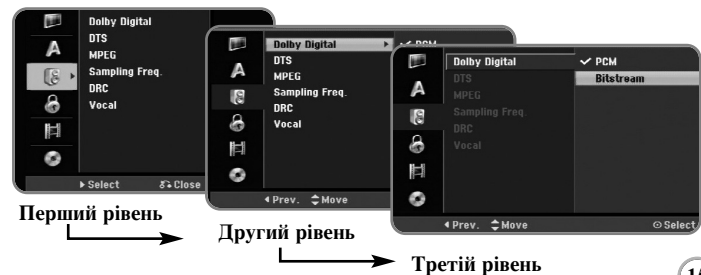 Dolby Digital
DTS
MPEG
Sampling Freq.
DRC
Vocal
A
▶ Select Close
Dolby Digital ▶ ✓ PCM
DTS
MPEG
Sampling Freq.
DRC
Vocal
A
◀ Prev. Move
Dolby Digital ✓ PCM
DTS Bitstream
MPEG
Sampling Freq.
DRC
Vocal
A
◀ Prev. Move ⊙ Select
Перший рівень
Другий рівень
Третій рівень